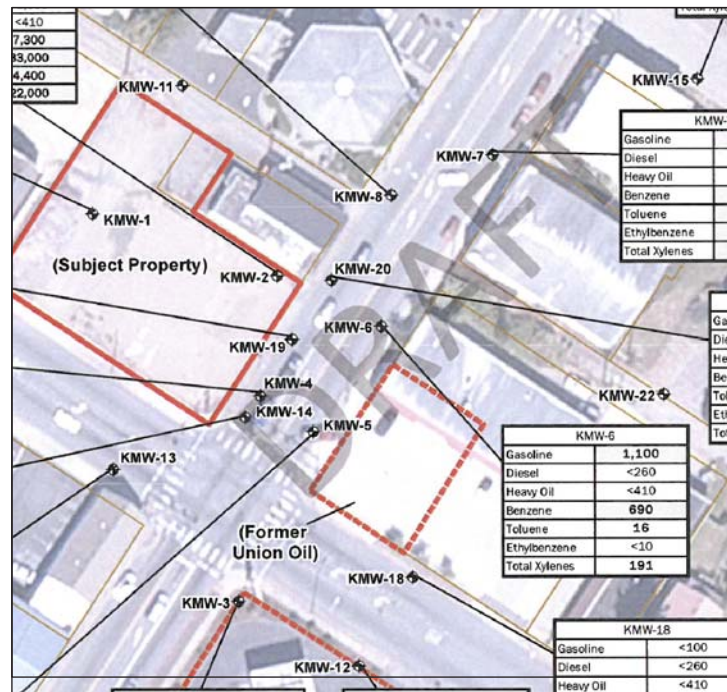 <410
7,300
4,400
22,000
KMW-11
KMW-15
KMW-7
KMW-
Gasoline
Diesel
Heavy Oil
Benzene
Toluene
Ethylbenzene
Total Xylenes
KMW-8
KMW-1
(Subject Property)
KMW-2
KMW-20
KMW-6
KMW-19
KMW-4
KMW-14
KMW-5
KMW-22
KMW-13
DRAF
KMW-6
Gasoline 1,100
Diesel <260
Heavy Oil <410
Benzene 690
Toluene 16
Ethylbenzene <10
Total Xylenes 191
(Former
Union Oil)
KMW-18
KMW-3
KMW-12
KMW-18
Gasoline <100
Diesel <260
Heavy Oil <410